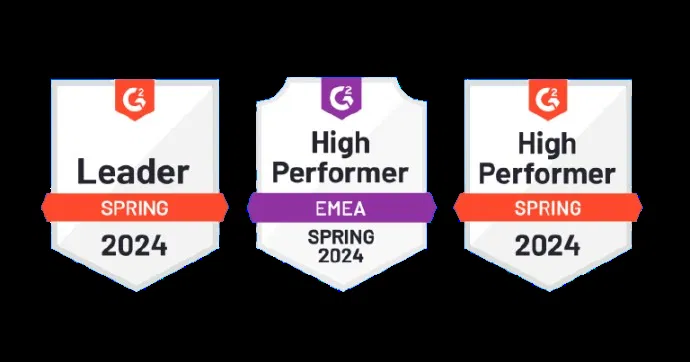 G2
Leader
SPRING
2024
G2
High
Performer
EMEA
SPRING
2024
G2
High
Performer
SPRING
2024